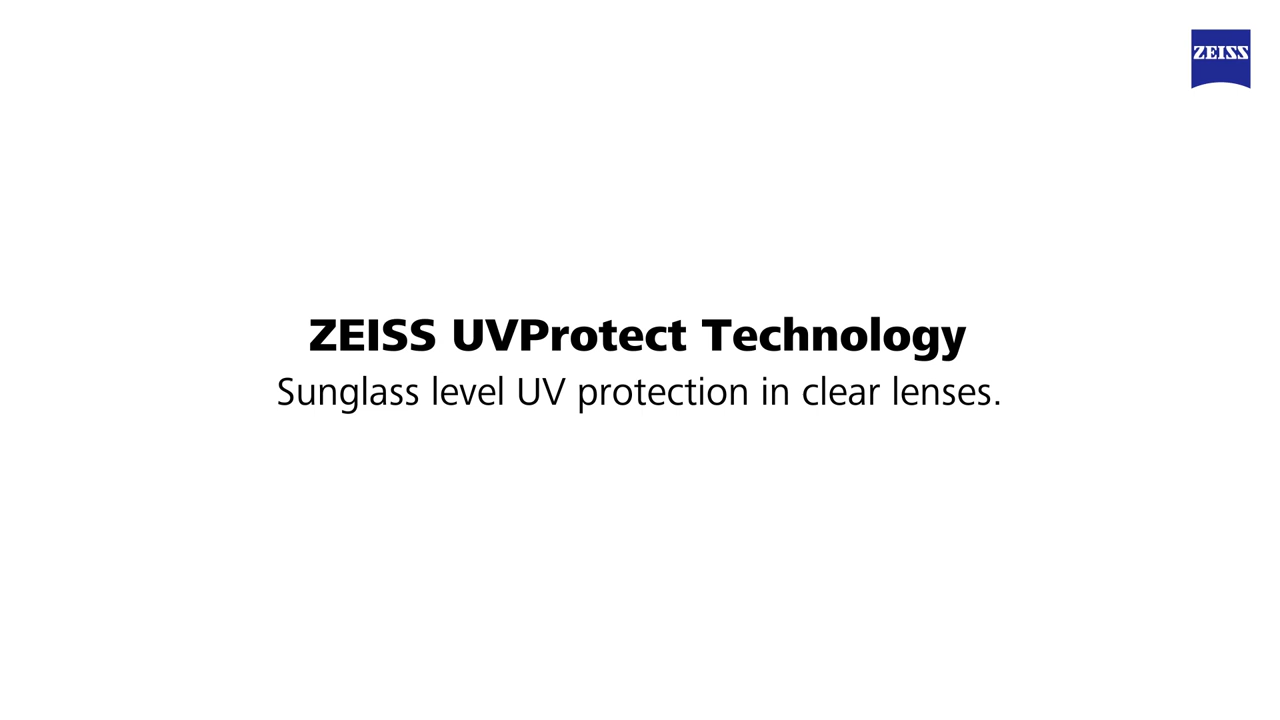 ZEISS
ZEISS UVProtect Technology
Sunglass level UV protection in clear lenses.